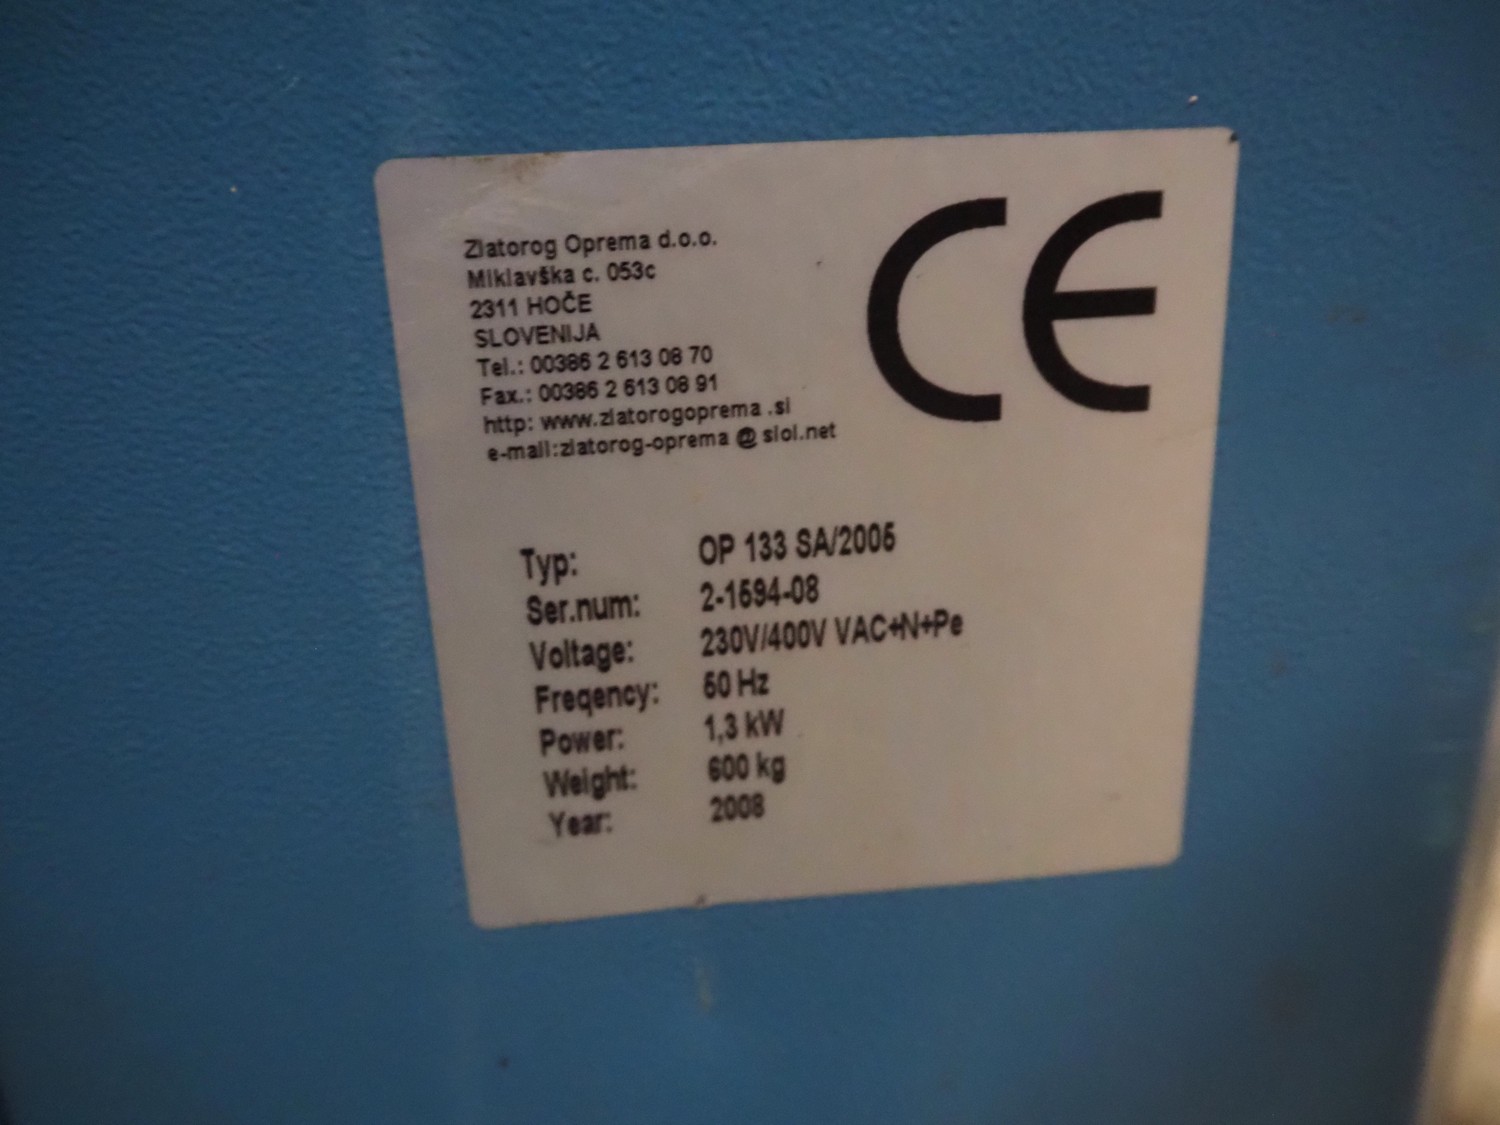 Zlatorog Oprema d.o.o.
Miklavška c. 053c
2311 HOČE
SLOVENIJA
Tel.: 00386 2 613 08 70
Fax.: 00386 2 613 08 91
http: www.zlatorogoprema .si
e-mail:zlatorog-oprema @ siol.net
CE
Typ: OP 133 SA/2005
Ser.num: 2-1594-08
Voltage: 230V/400V VAC+N+Pe
Freqency: 50 Hz
Power: 1,3 kW
Weight: 600 kg
Year: 2008